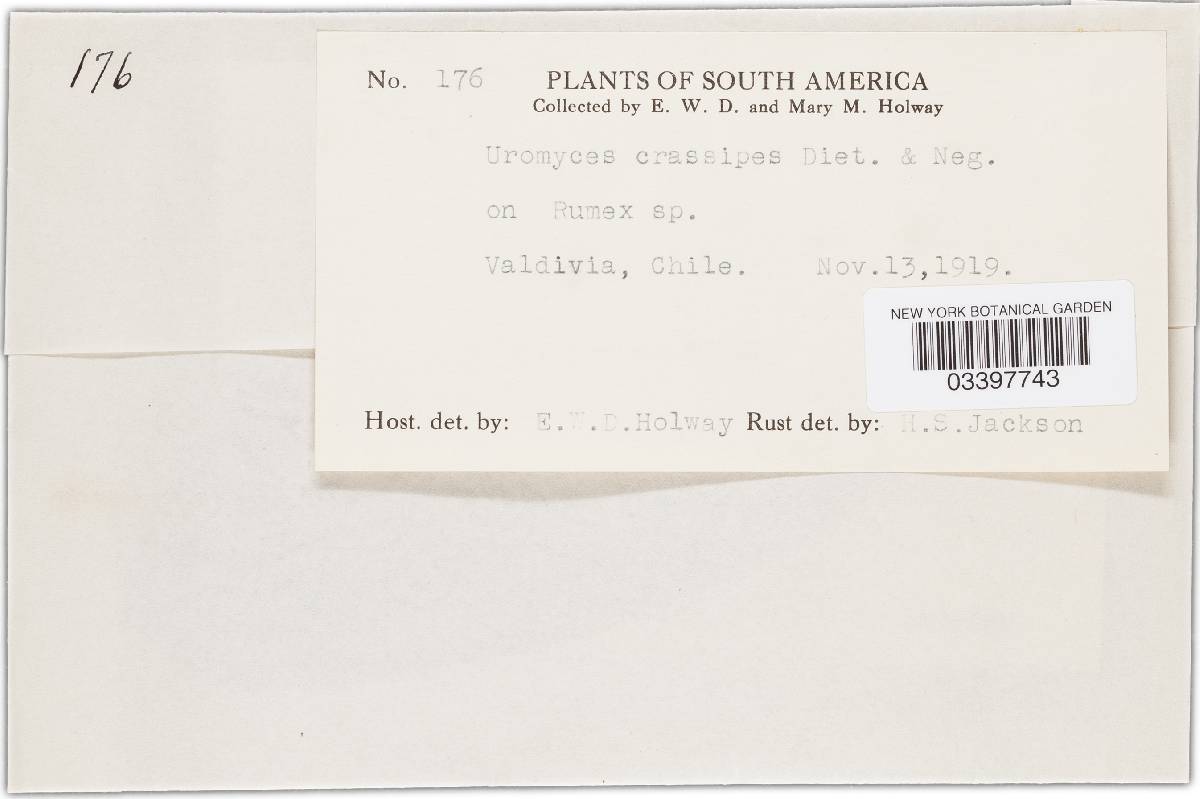 176
No. 176 PLANTS OF SOUTH AMERICA
Collected by E. W. D. and Mary M. Holway
Uromyces crassipes Diet. & Neg.
on Rumex sp.
Valdivia, Chile. Nov.13,1919.
NEW YORK BOTANICAL GARDEN
03397743
Host. det. by: E.W.D.Holway Rust det. by: H.S.Jackson